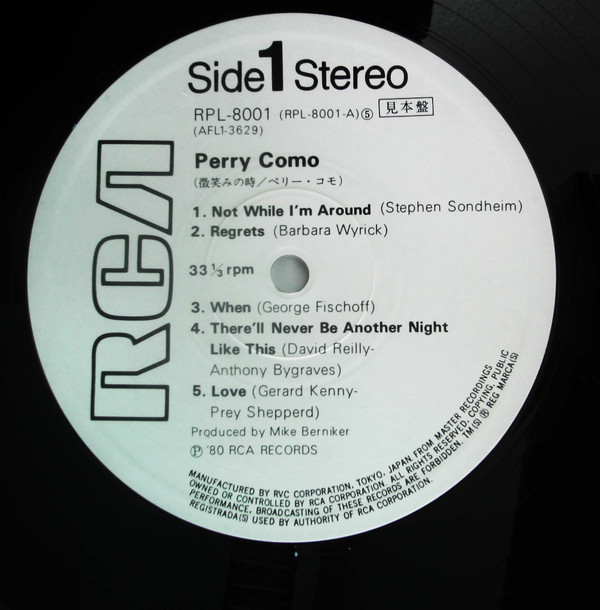 Side 1 Stereo
RPL-8001 (RPL-8001-A)⑤ 見本盤
(AFL1-3629)
Perry Como
(微笑みの時/ペリー・コモ)
1. Not While I'm Around (Stephen Sondheim)
2. Regrets (Barbara Wyrick)
33 1/3 rpm
3. When (George Fischoff)
4. There'll Never Be Another Night
Like This (David Reilly-
Anthony Bygraves)
5. Love (Gerard Kenny-
Prey Shepperd)
Produced by Mike Berniker
Ⓟ '80 RCA RECORDS
RCA
MANUFACTURED BY RVC CORPORATION, TOKYO, JAPAN FROM MASTER RECORDINGS
OWNED OR CONTROLLED BY RCA CORPORATION. ALL RIGHTS RESERVED. COPYING, PUBLIC
PERFORMANCE, BROADCASTING OF THESE RECORDS ARE FORBIDDEN. TM(S) ® REG MARCA(S)
REGISTRADA(S) USED BY AUTHORITY OF RCA CORPORATION.